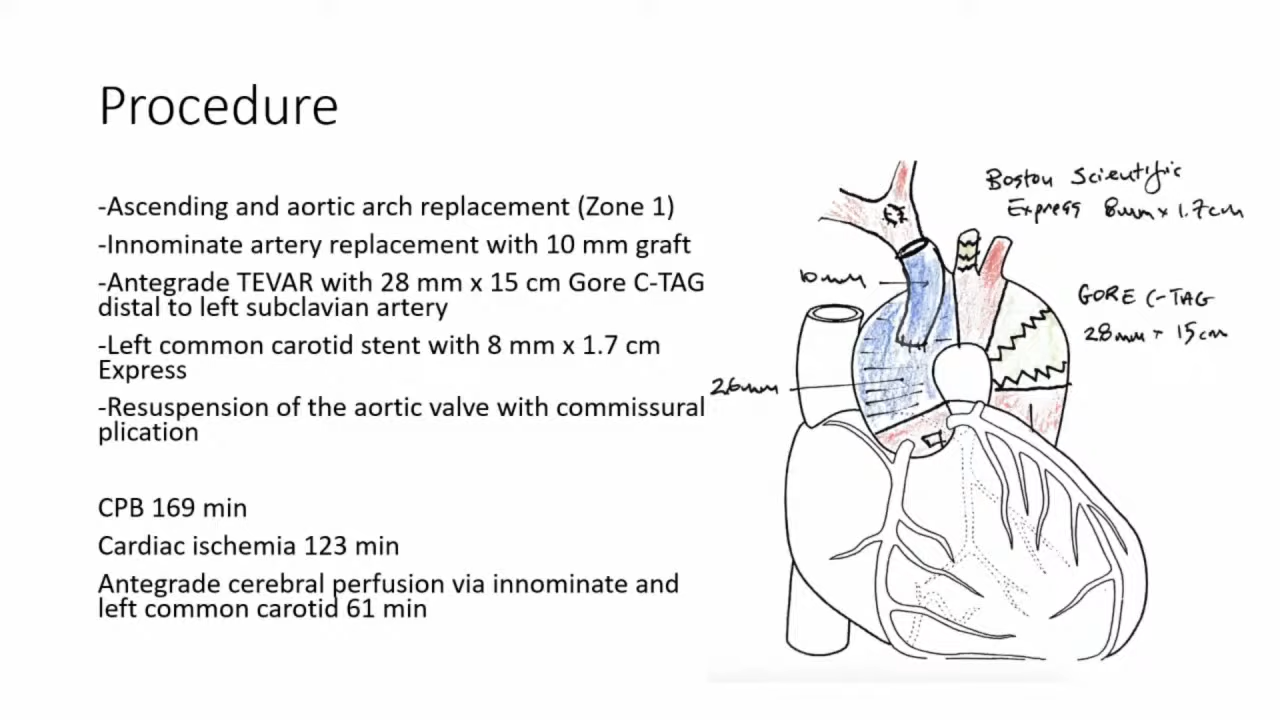 Procedure
-Ascending and aortic arch replacement (Zone 1)
-Innominate artery replacement with 10 mm graft
-Antegrade TEVAR with 28 mm x 15 cm Gore C-TAG
distal to left subclavian artery
-Left common carotid stent with 8 mm x 1.7 cm
Express
-Resuspension of the aortic valve with commissural
plication
CPB 169 min
Cardiac ischemia 123 min
Antegrade cerebral perfusion via innominate and
left common carotid 61 min
Boston Scientific
Express 8mm x 1.7cm
10mm
GORE C-TAG
28mm + 15cm
26mm